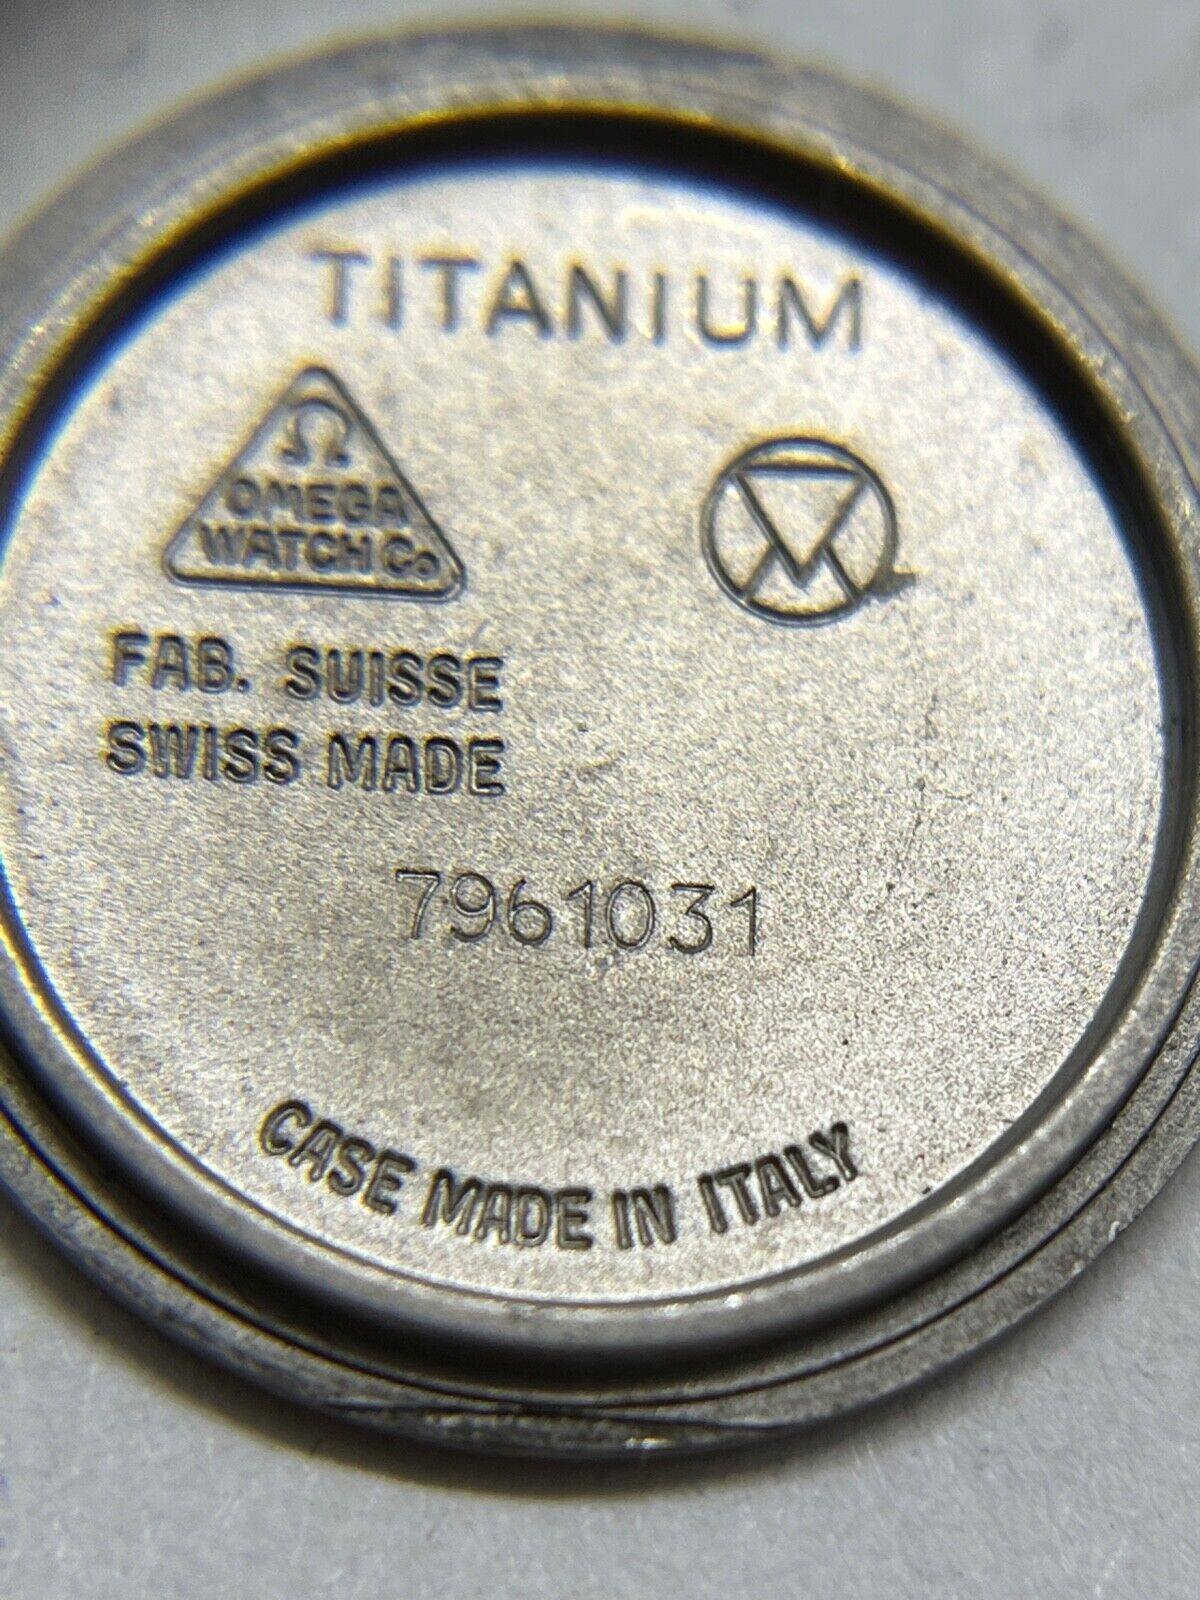 TITANIUM
Ω
OMEGA
WATCH Co
FAB. SUISSE
SWISS MADE
7961031
CASE MADE IN ITALY